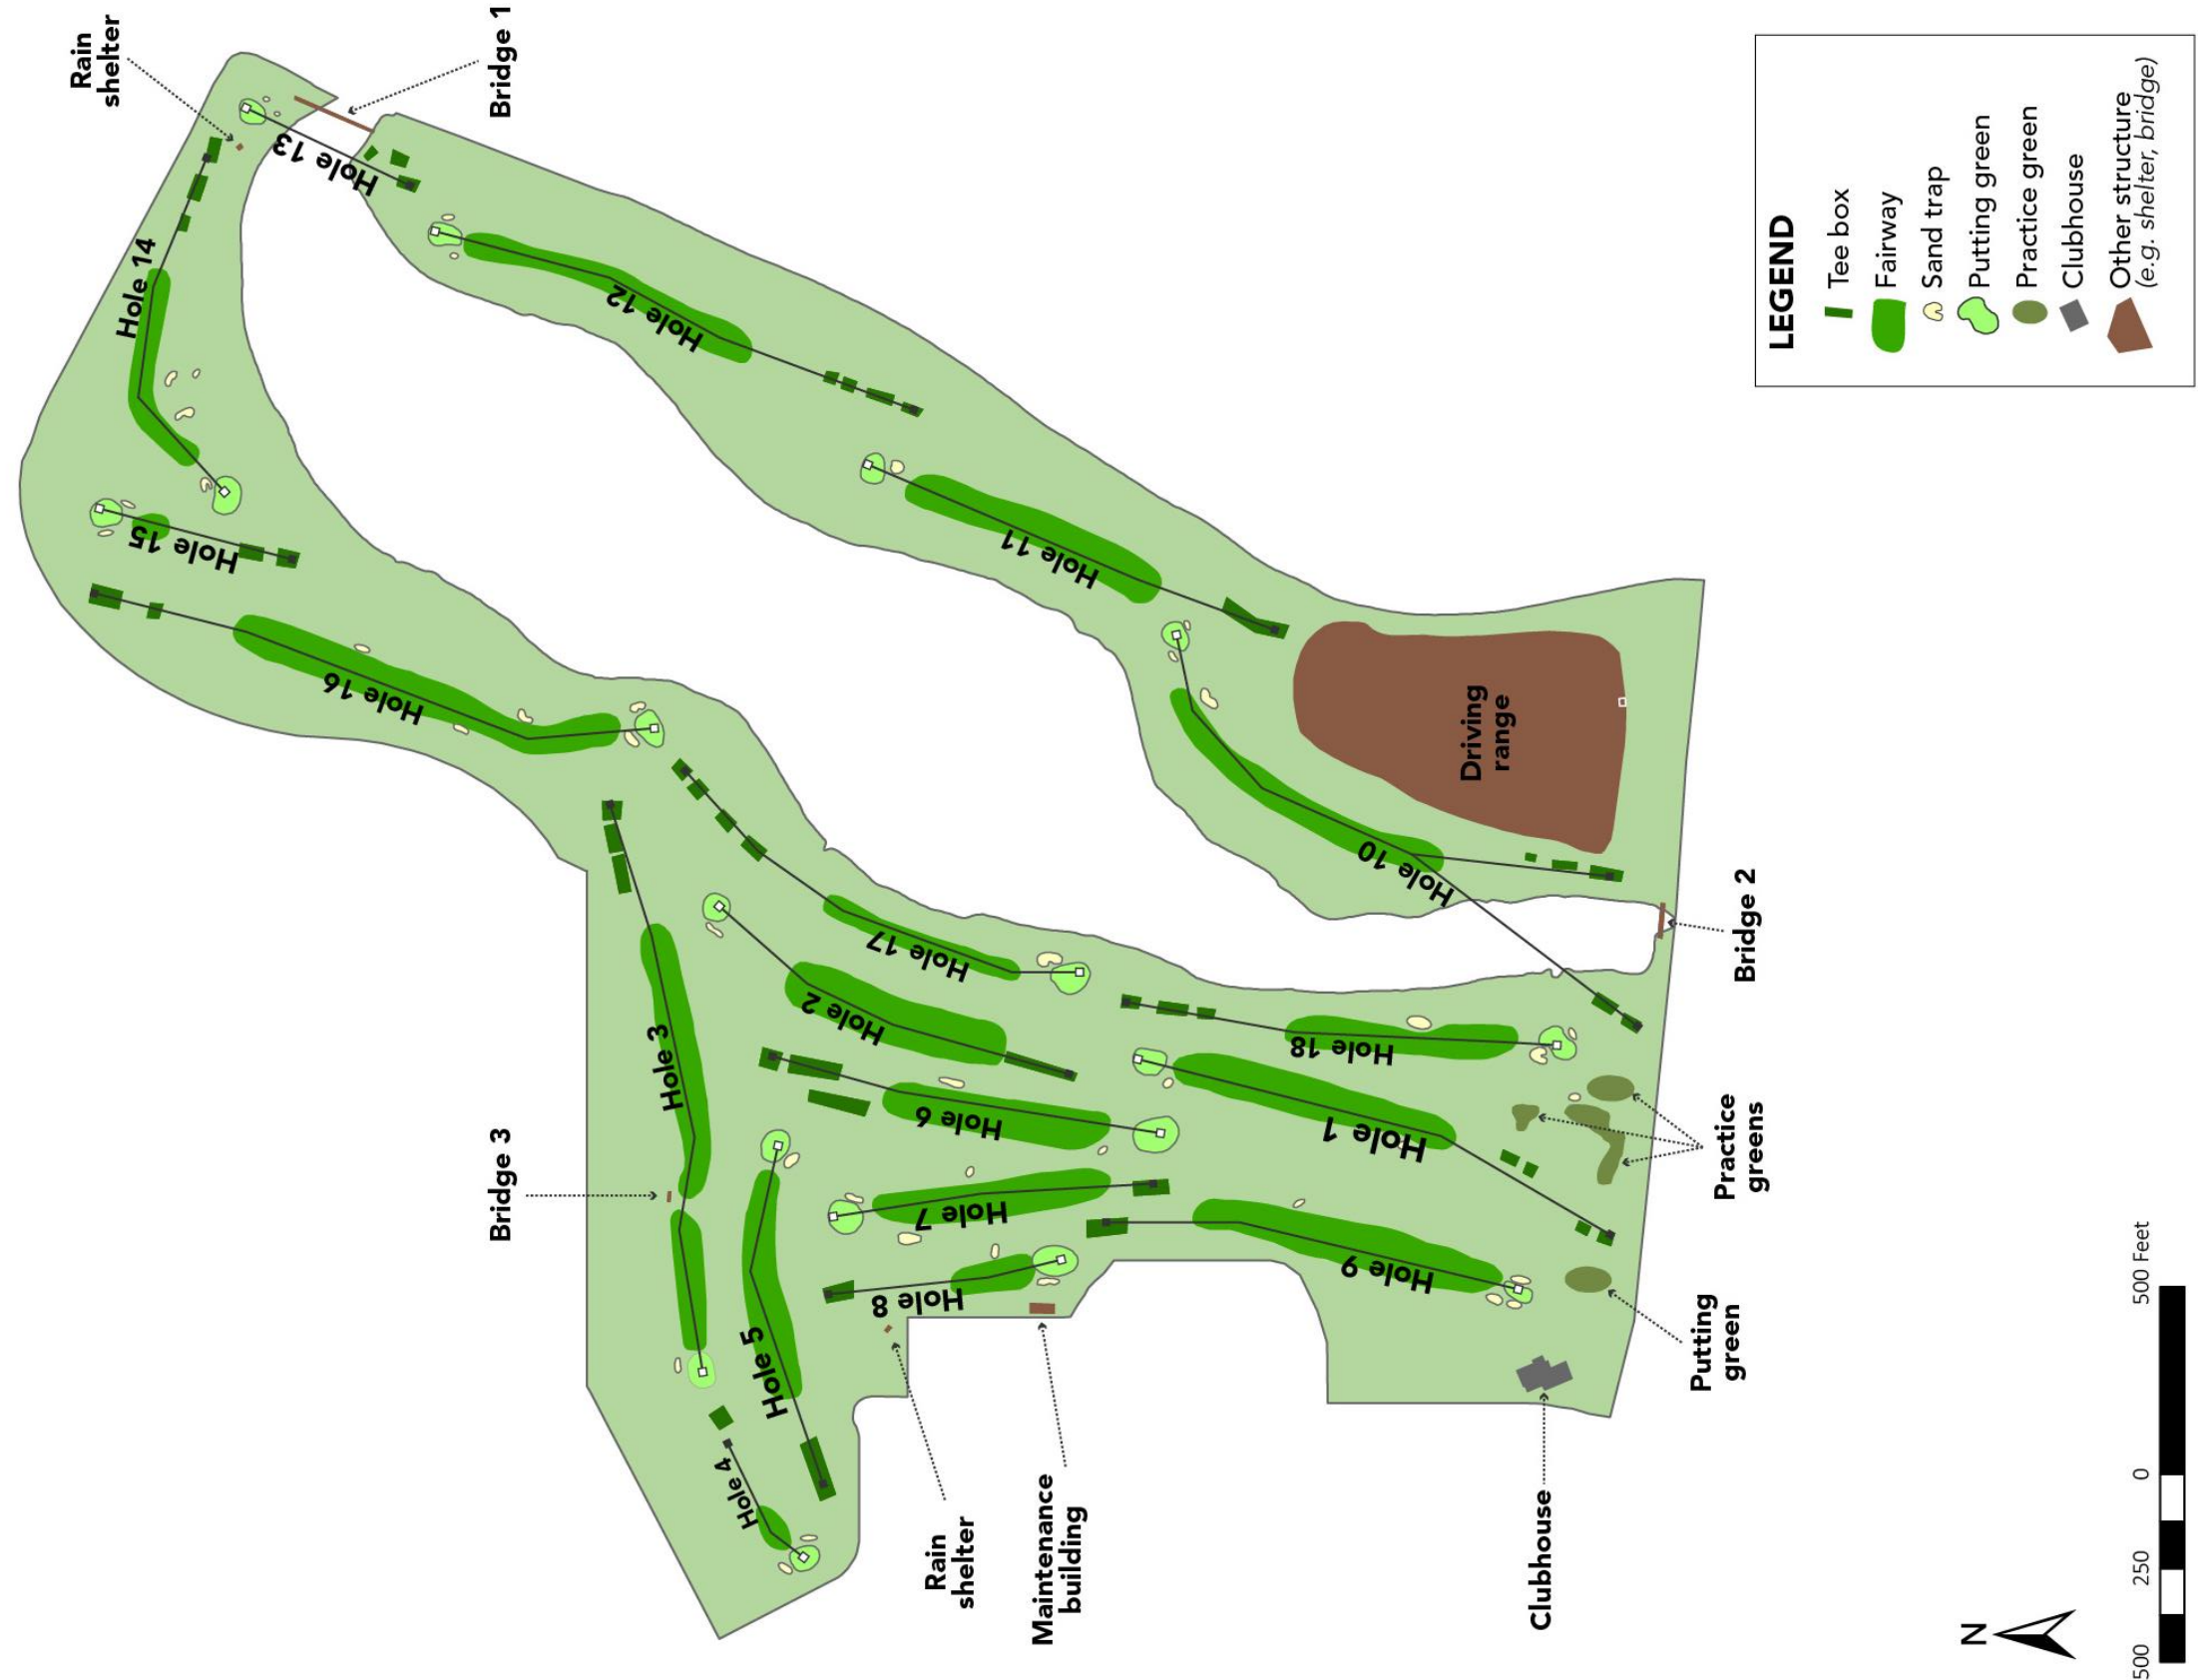 Rain
shelter
Bridge 1
Hole 13
Hole 14
Hole 12
Hole 15
Hole 16
Hole 11
Driving
range
Hole 10
Bridge 2
Hole 17
Hole 2
Hole 3
Hole 18
Hole 6
Hole 1
Bridge 3
Hole 7
Hole 5
Hole 8
Hole 9
Hole 4
Practice
greens
Putting
green
Rain
shelter
Maintenance
building
Clubhouse
LEGEND
Tee box
Fairway
Sand trap
Putting green
Practice green
Clubhouse
Other structure
(e.g. shelter, bridge)
N
500 250 0 500 Feet